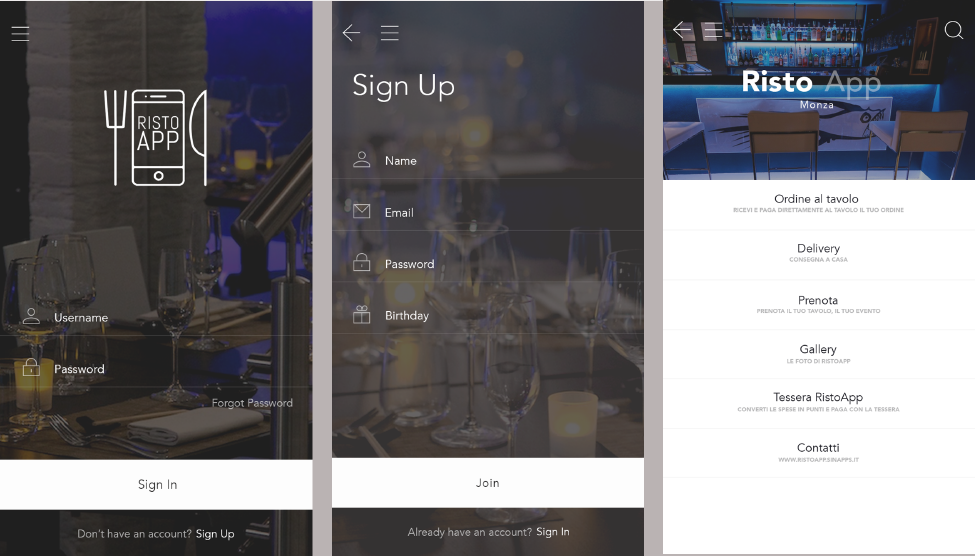 RISTO
APP
Username
Password
Forgot Password
Sign In
Don't have an account? Sign Up
Sign Up
Name
Email
Password
Birthday
Join
Already have an account? Sign In
Risto App
Monza
Ordine al tavolo
RICEVI E PAGA DIRETTAMENTE AL TAVOLO IL TUO ORDINE
Delivery
CONSEGNA A CASA
Prenota
PRENOTA IL TUO TAVOLO, IL TUO EVENTO
Gallery
LE FOTO DI RISTOAPP
Tessera RistoApp
CONVERTI LE SPESE IN PUNTI E PAGA CON LA TESSERA
Contatti
WWW.RISTOAPP.SINAPPS.IT